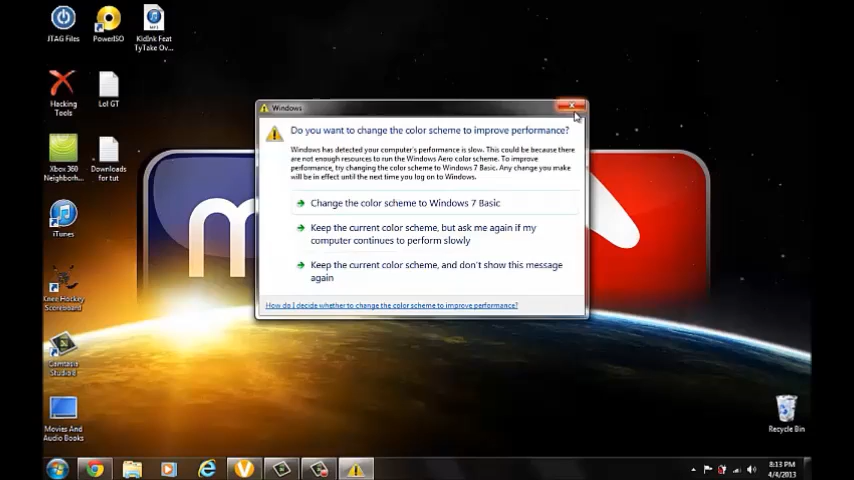 JTAG Files
PowerISO
KidInk Feat
TyTake Ov...
Hacking
Tools
Lol GT
Xbox 360
Neighborh...
Downloads
for tut
iTunes
Knee Hockey
Scoreboard
Camtasia
Studio 8
Movies And
Audio Books
Windows
Do you want to change the color scheme to improve performance?
Windows has detected your computer's performance is slow. This could be because there
are not enough resources to run the Windows Aero color scheme. To improve
performance, try changing the color scheme to Windows 7 Basic. Any change you make
will be in effect until the next time you log on to Windows.
Change the color scheme to Windows 7 Basic
Keep the current color scheme, but ask me again if my
computer continues to perform slowly
Keep the current color scheme, and don't show this message
again
How do I decide whether to change the color scheme to improve performance?
m
Recycle Bin
8:13 PM
4/4/2013